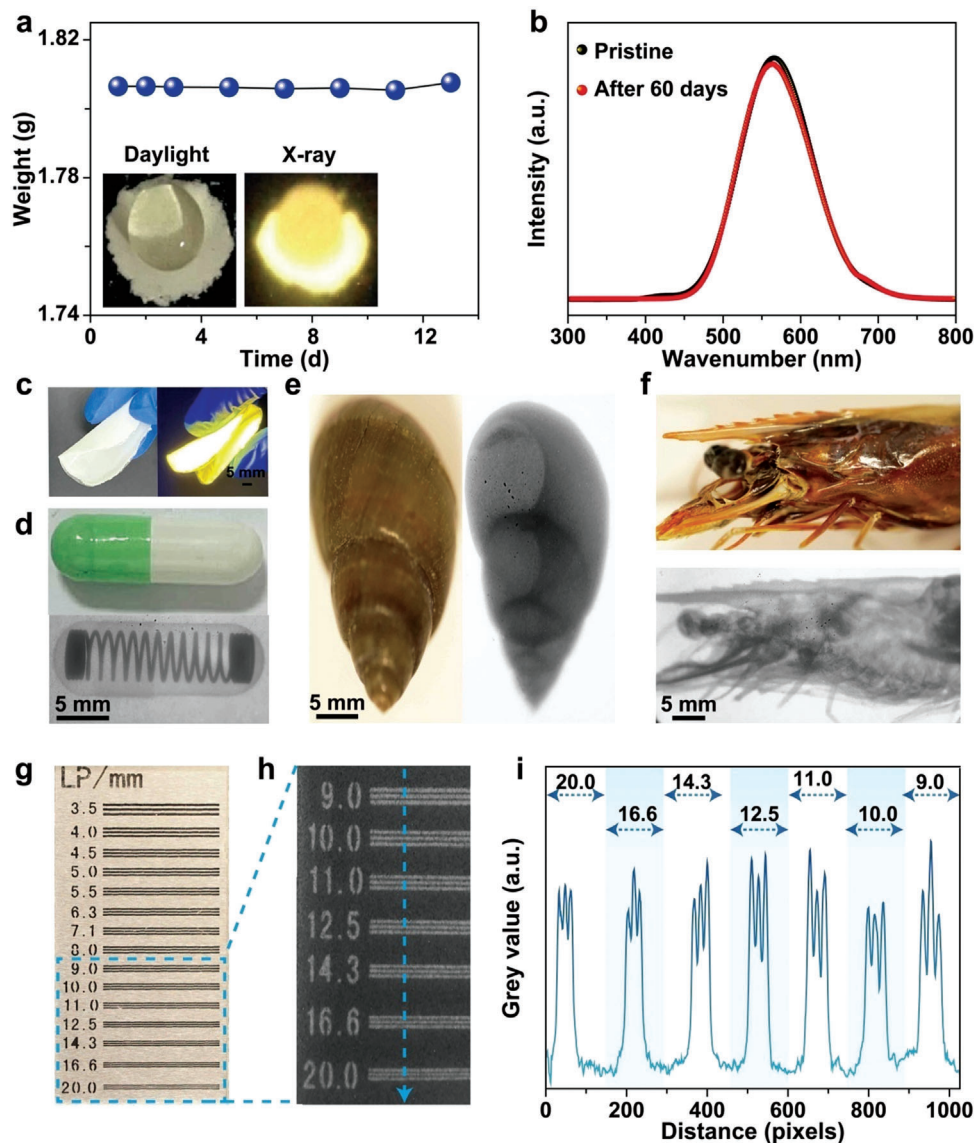 a
1.82
1.78
1.74
Weight (g)
Daylight
X-ray
0 2 4 6 8 10 12
Time (d)
b
Pristine
After 60 days
Intensity (a.u.)
300 400 500 600 700 800
Wavenumber (nm)
c
5 mm
d
5 mm
e
5 mm
f
5 mm
g
LP/mm
3.5
4.0
4.5
5.0
5.5
6.3
7.1
8.0
9.0
10.0
11.0
12.5
14.3
16.6
20.0
h
9.0
10.0
11.0
12.5
14.3
16.6
20.0
i
20.0 14.3 11.0 9.0
16.6 12.5 10.0
Grey value (a.u.)
0 200 400 600 800 1000
Distance (pixels)